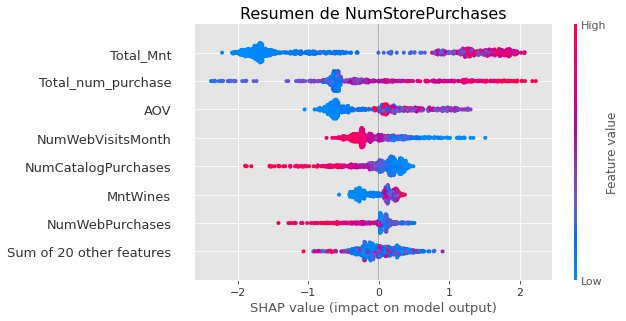 Resumen de NumStorePurchases
High
Total_Mnt
Total_num_purchase
AOV
NumWebVisitsMonth
NumCatalogPurchases
MntWines
NumWebPurchases
Sum of 20 other features
Feature value
Low
−2 −1 0 1 2
SHAP value (impact on model output)